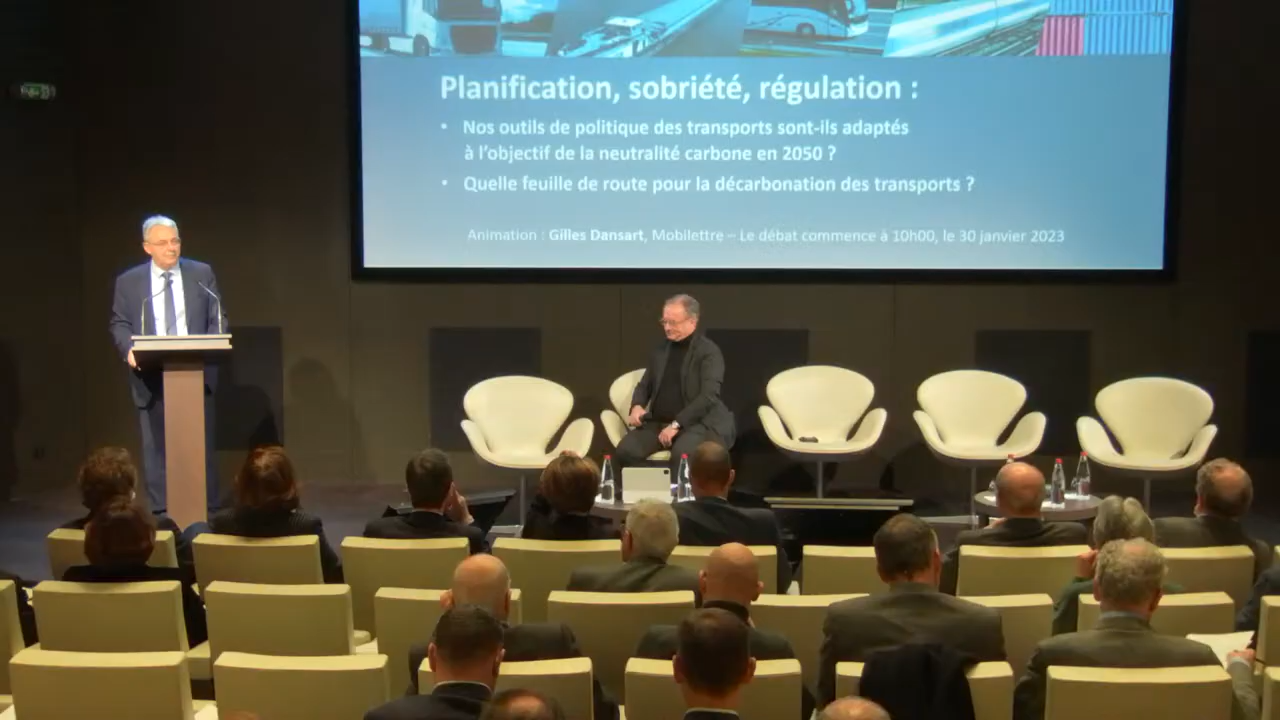 Planification, sobriété, régulation :
• Nos outils de politique des transports sont-ils adaptés
à l'objectif de la neutralité carbone en 2050 ?
• Quelle feuille de route pour la décarbonation des transports ?
Animation : Gilles Dansart, Mobilettre – Le débat commence à 10h00, le 30 janvier 2023